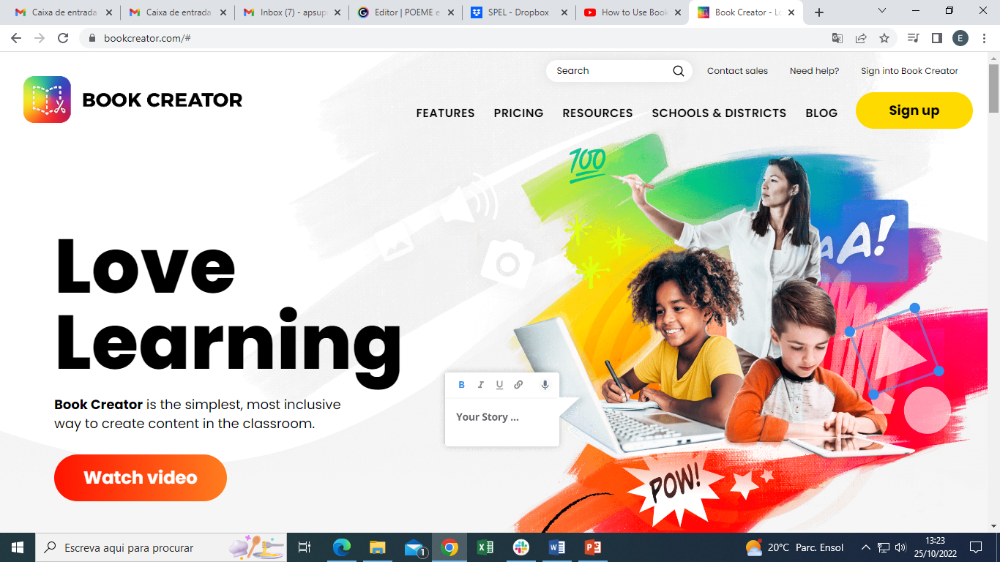 Caixa de entrada
Caixa de entrada
Inbox (7) - apsup
Editor | POEME e
SPEL - Dropbox
How to Use Book
Book Creator - Lo
bookcreator.com/#
E
Search
Contact sales
Need help?
Sign into Book Creator
BOOK CREATOR
FEATURES
PRICING
RESOURCES
SCHOOLS & DISTRICTS
BLOG
Sign up
100
AA!
Love
Learning
Book Creator is the simplest, most inclusive
way to create content in the classroom.
B I U
Your Story ...
Watch video
POW!
Escreva aqui para procurar
1
20°C Parc. Ensol
13:23
25/10/2022